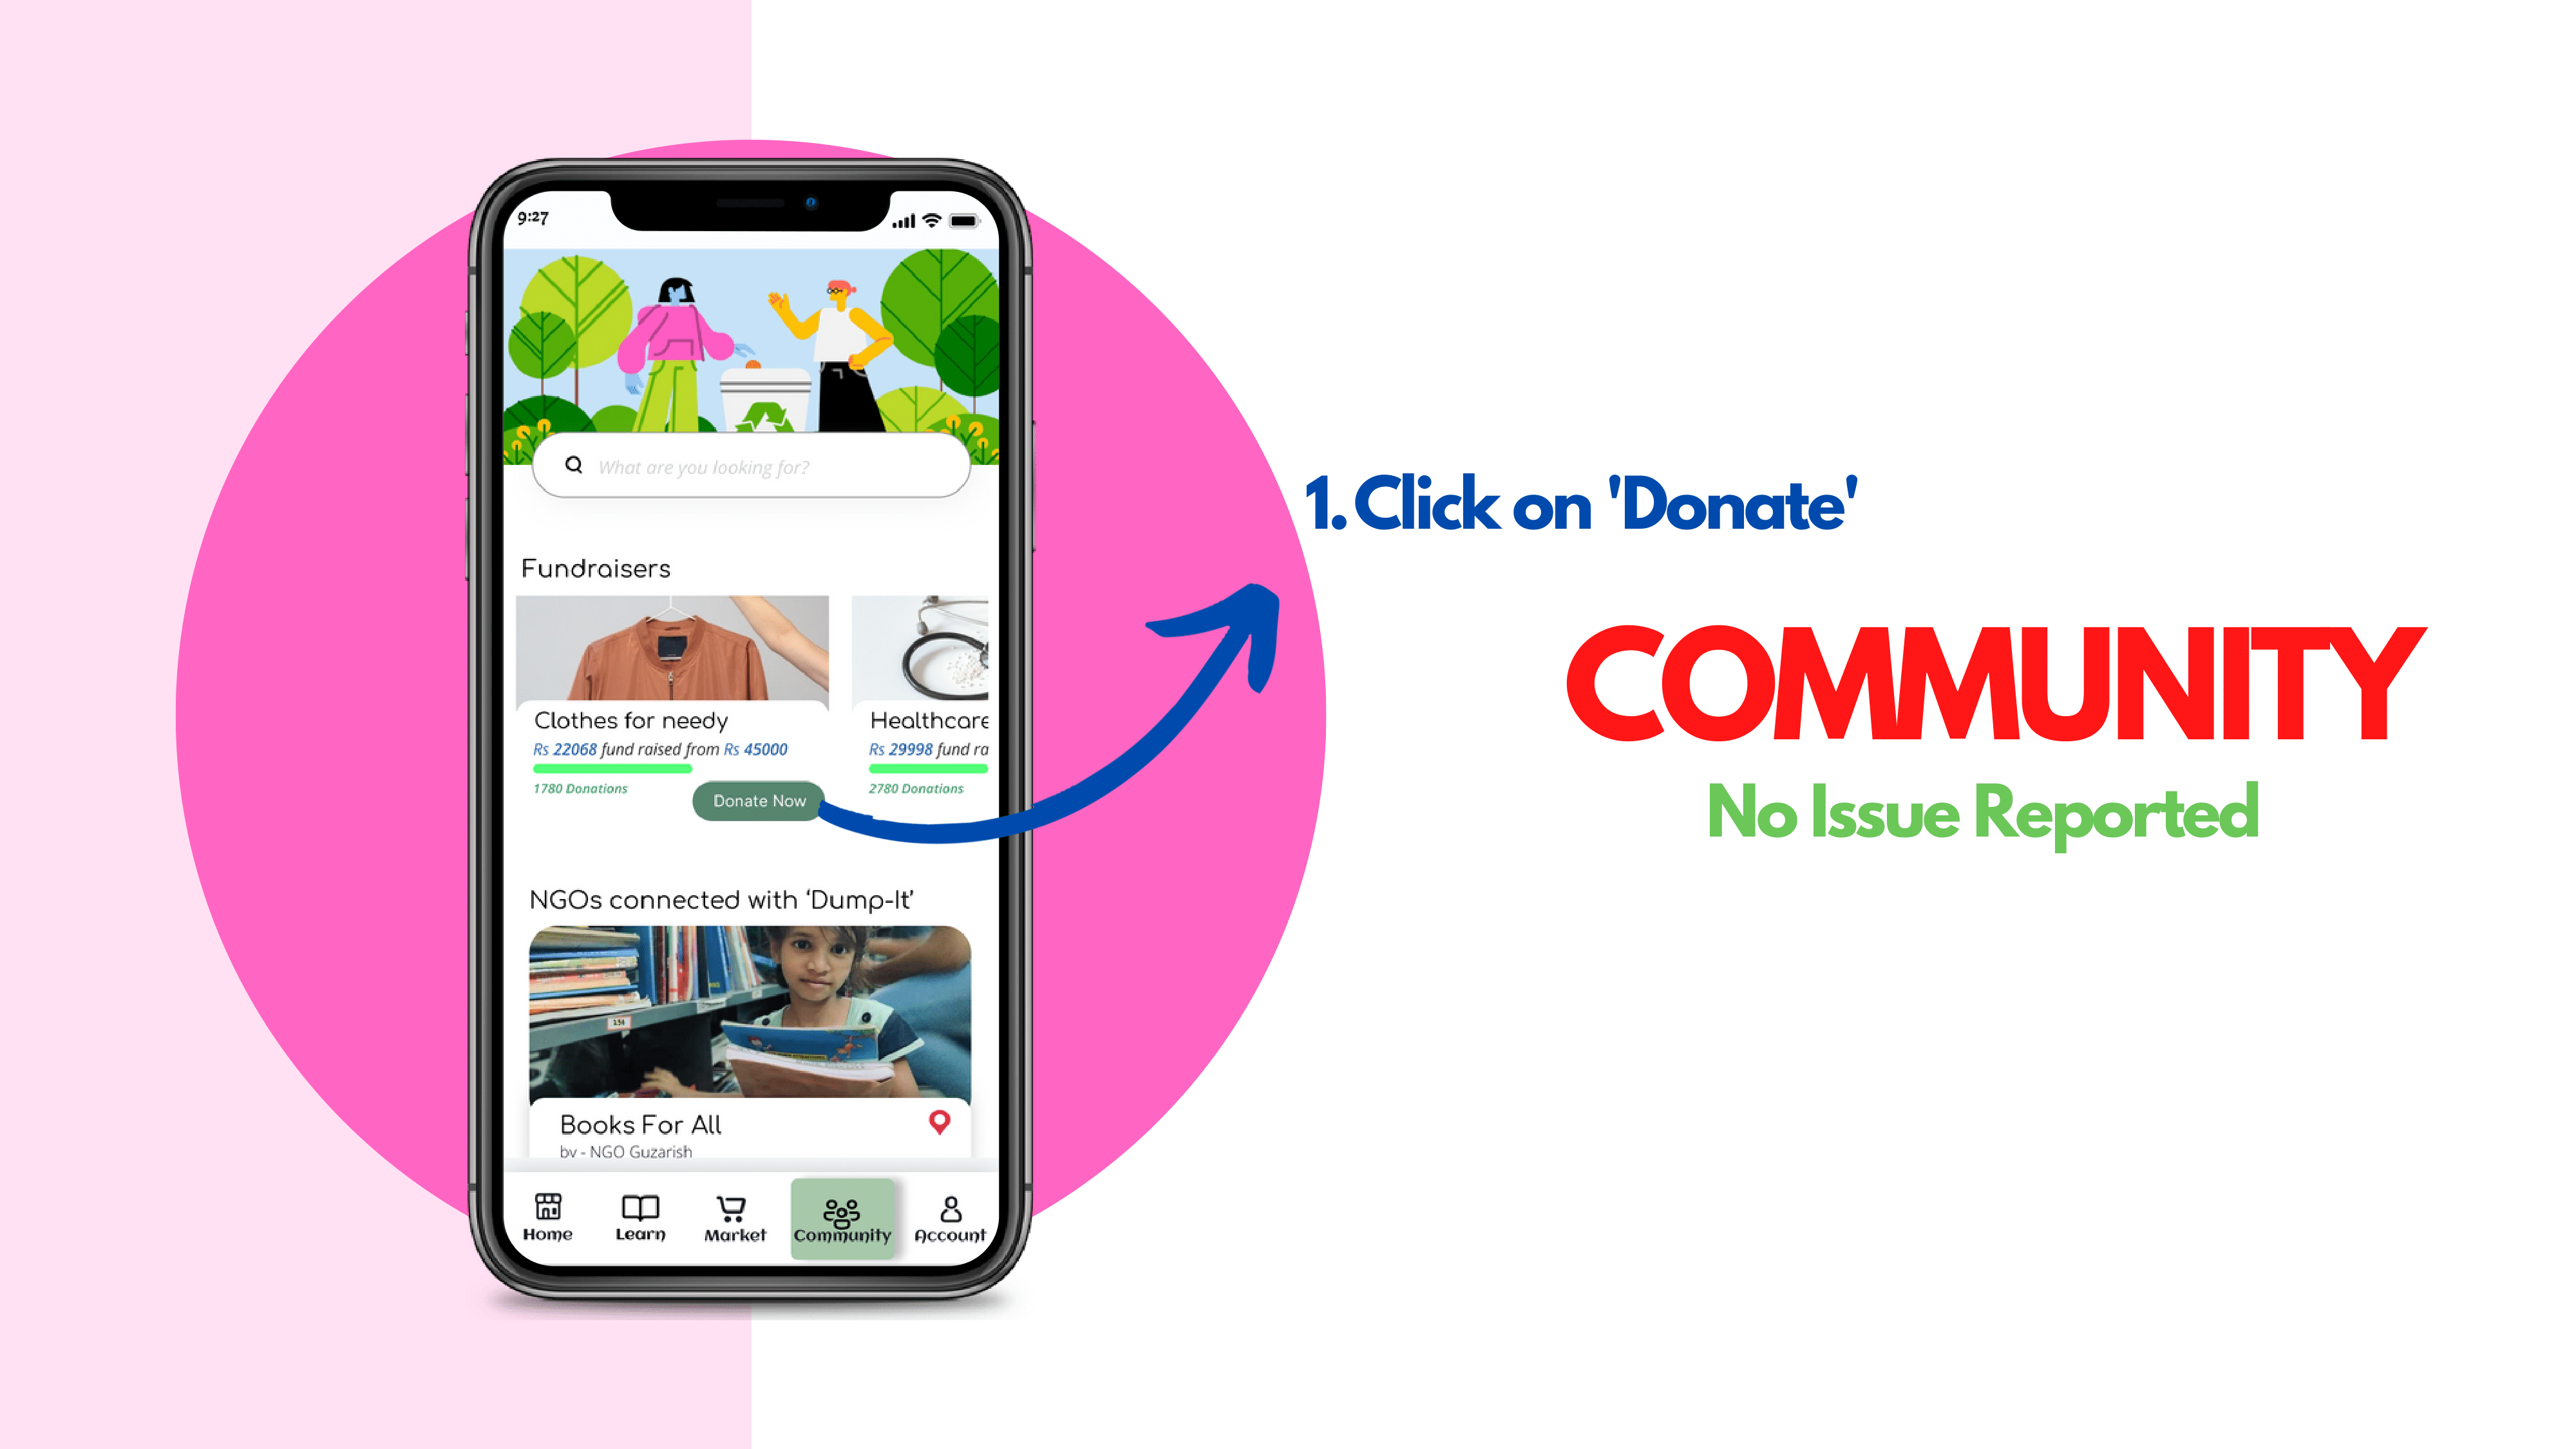 9:27
What are you looking for?
Fundraisers
Clothes for needy
Rs 22068 fund raised from Rs 45000
1780 Donations
Donate Now
Healthcare
Rs 29998 fund ra
2780 Donations
NGOs connected with ‘Dump-It’
Books For All
by - NGO Guzarish
Home
Learn
Market
Community
Account
1. Click on 'Donate'
COMMUNITY
No Issue Reported